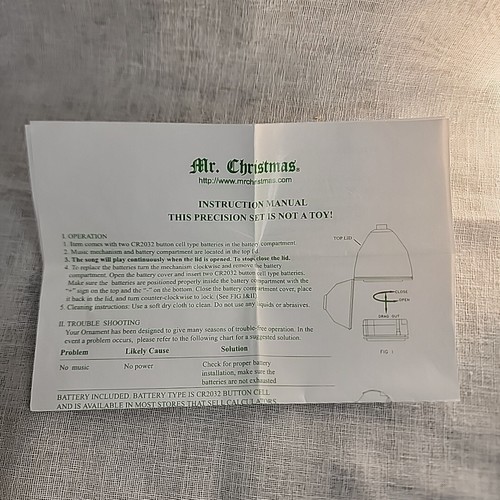 Mr. Christmas®
http://www.mrchristmas.com
INSTRUCTION MANUAL
THIS PRECISION SET IS NOT A TOY!
I. OPERATION
1. Item comes with two CR2032 button cell type batteries in the battery compartment
2. Music mechanism and battery compartment are located in the top lid.
3. The song will play continuously when the lid is opened. To stop close the lid.
4. To replace the batteries turn the mechanism clockwise and remove the battery
compartment. Open the battery cover and insert two CR2032 button cell type batteries.
Make sure the batteries are positioned properly inside the battery compartment with the
"+" sign on the top and the "-" on the bottom. Close the battery compartment cover, place
it back in the lid, and turn counter-clockwise to lock. (See FIG I&II)
5. Cleaning instructions: Use a soft dry cloth to clean. Do not use liquids or abrasives.
II. TROUBLE SHOOTING
Your Ornament has been designed to give many seasons of trouble-free operation. In the
event a problem occurs, please refer to the following chart for a suggested solution.
Problem Likely Cause Solution
No music No power Check for proper battery
installation, make sure the
batteries are not exhausted
BATTERY INCLUDED. BATTERY TYPE IS CR2032 BUTTON CELL
AND IS AVAILABLE IN MOST STORES THAT SELL CALCULATORS
TOP LID
CLOSE
OPEN
DRAG OUT
FIG 1